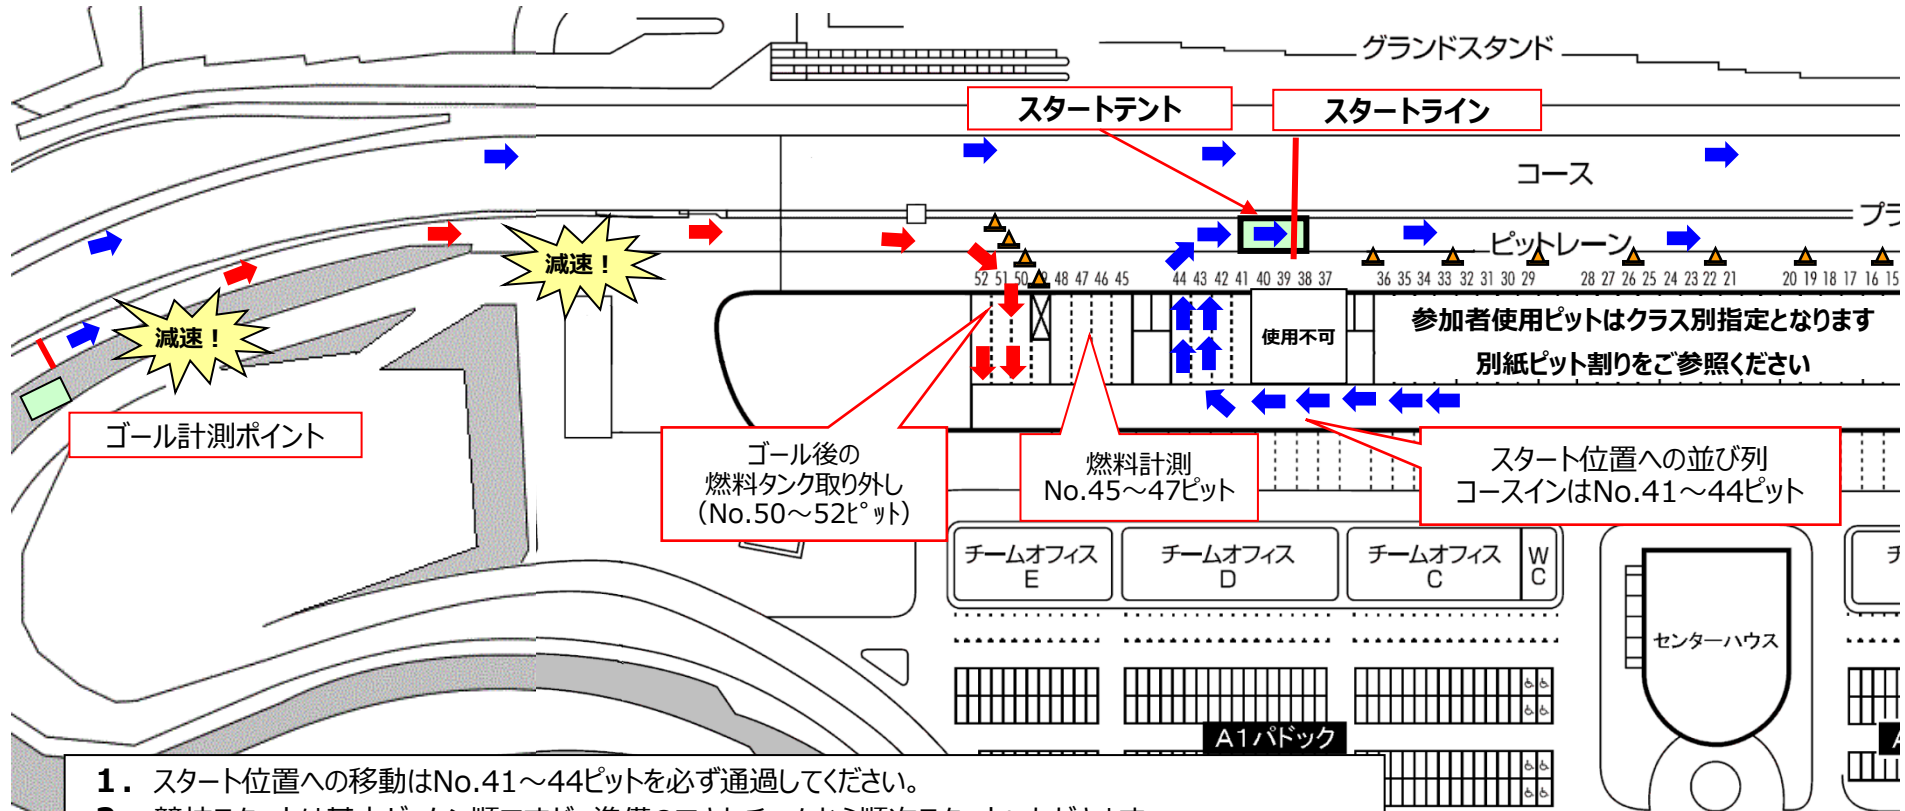 グランドスタンド
スタートテント
スタートライン
コース
プラ
ピットレーン
減速！
減速！
52 51 50 48 47 46 45 44 43 42 41 40 39 38 37 36 35 34 33 32 31 30 29 28 27 26 25 24 23 22 21 20 19 18 17 16 15
使用不可
参加者使用ピットはクラス別指定となります
別紙ピット割りをご参照ください
ゴール計測ポイント
ゴール後の
燃料タンク取り外し
（No.50～52ﾋﾟｯﾄ）
燃料計測
No.45～47ピット
スタート位置への並び列
コースインはNo.41～44ピット
チームオフィス
E
チームオフィス
D
チームオフィス
C
W
C
チ
センターハウス
A1パドック
A
1. スタート位置への移動はNo.41～44ピットを必ず通過してください。